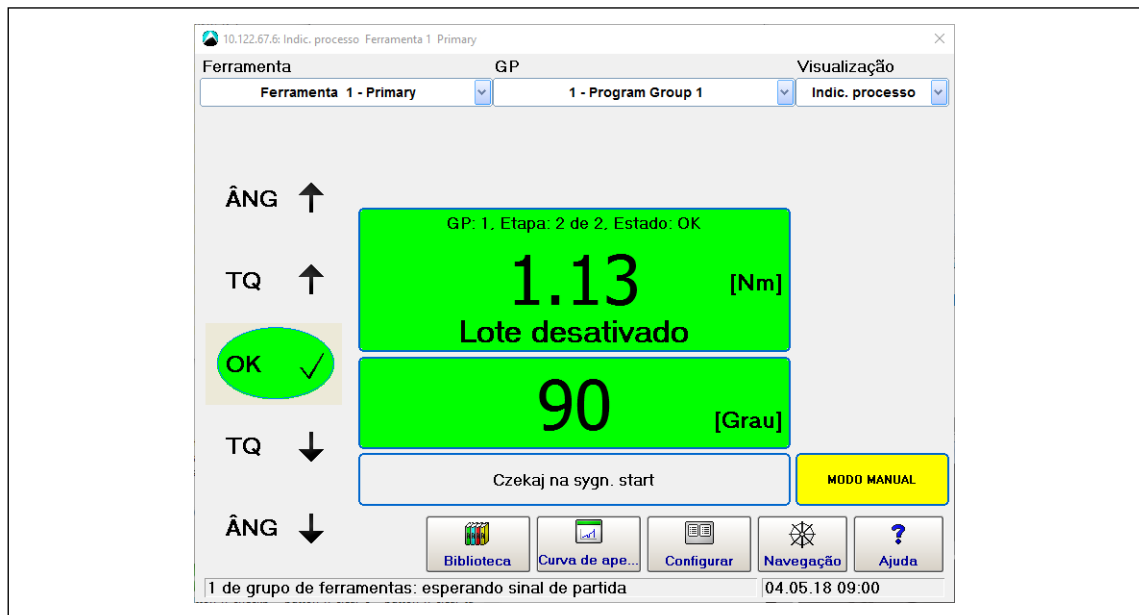 10.122.67.6: Indic. processo Ferramenta 1 Primary
Ferramenta GP Visualização
Ferramenta 1 - Primary 1 - Program Group 1 Indic. processo
ÂNG
GP: 1, Etapa: 2 de 2, Estado: OK
TQ
1.13 [Nm]
Lote desativado
OK
90 [Grau]
TQ
Czekaj na sygn. start MODO MANUAL
ÂNG
Biblioteca Curva de ape... Configurar Navegação Ajuda
1 de grupo de ferramentas: esperando sinal de partida 04.05.18 09:00